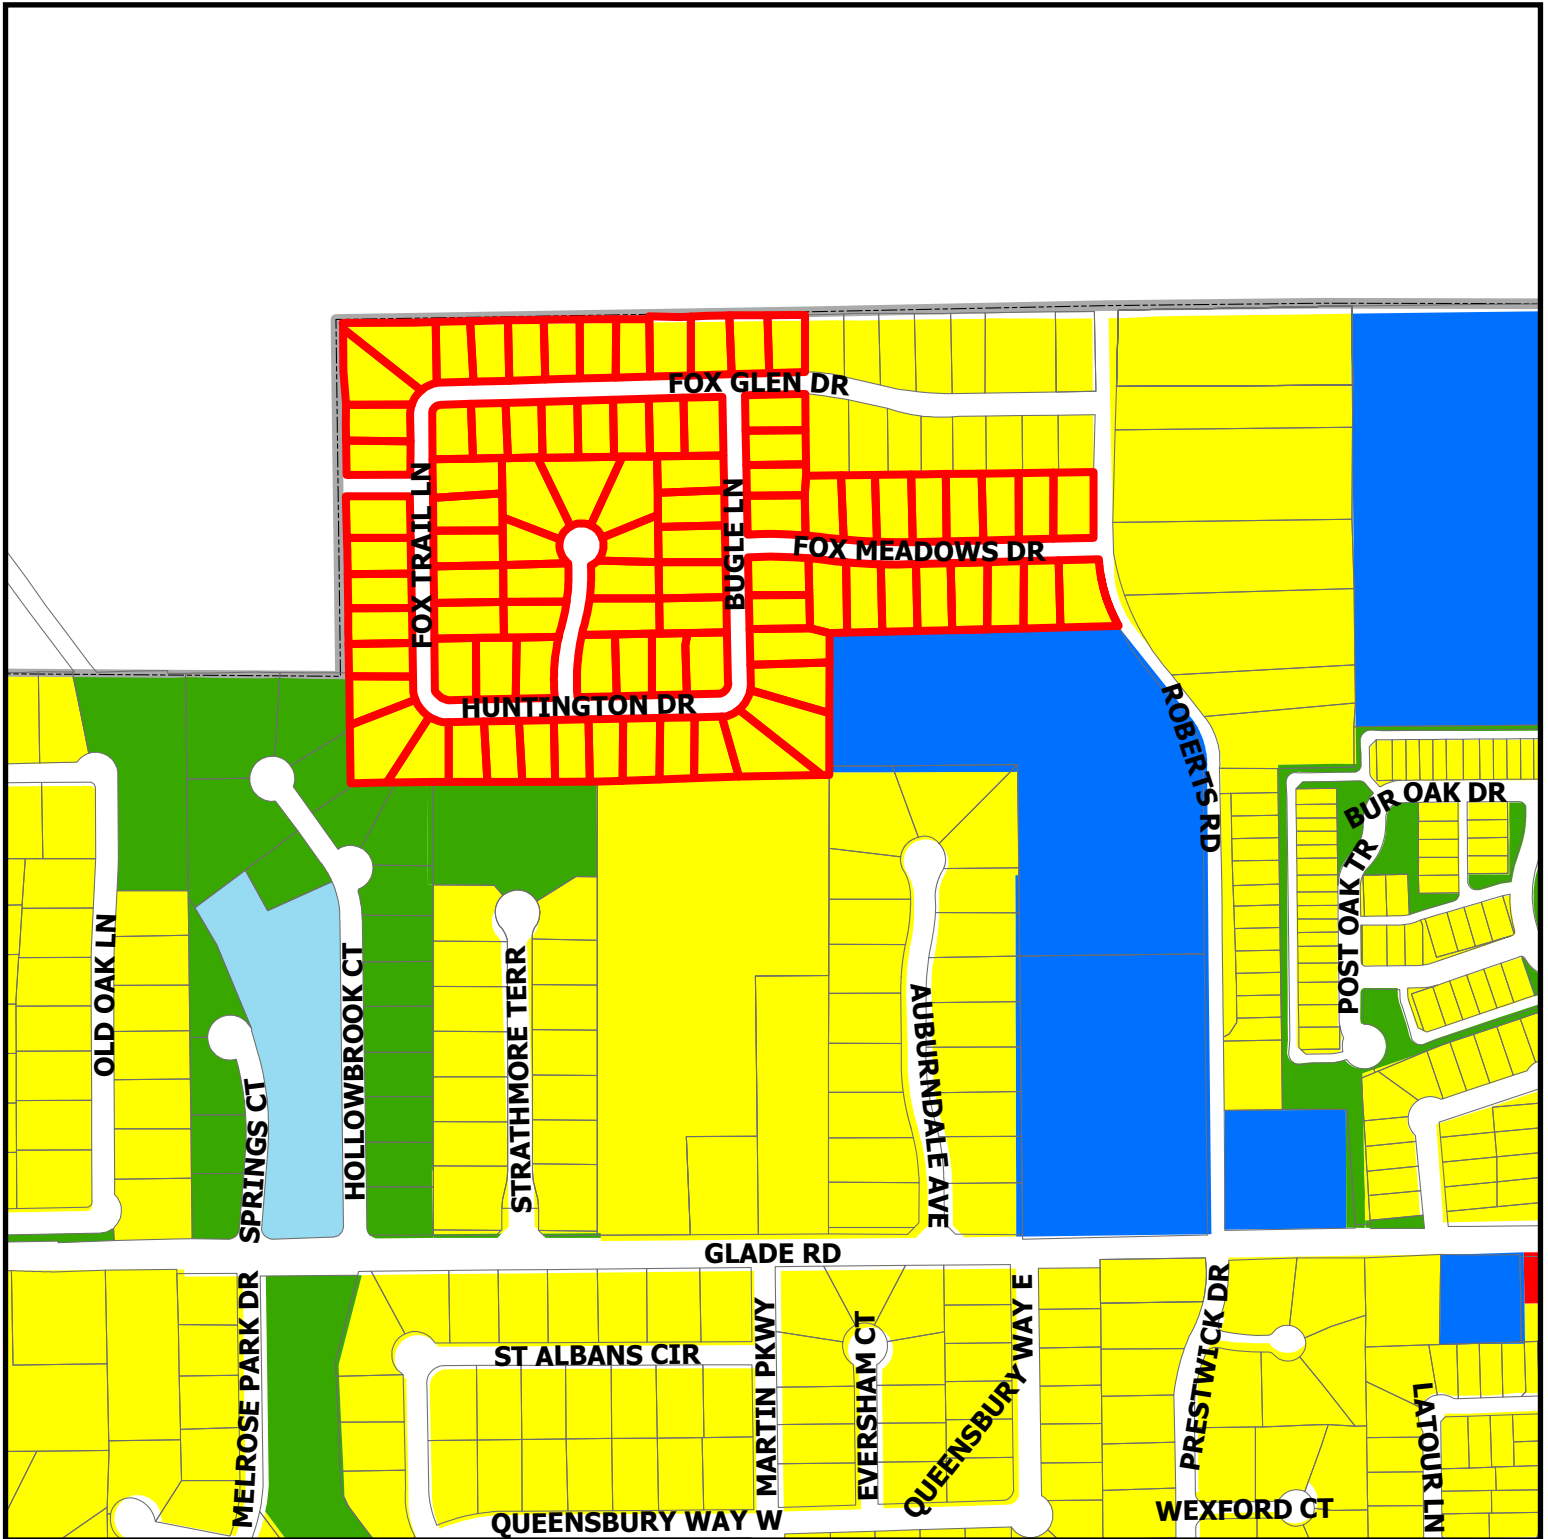 FOX GLEN DR
FOX TRAIL LN
BUGLE LN
FOX MEADOWS DR
HUNTINGTON DR
ROBERTS RD
BUR OAK DR
POST OAK TR
OLD OAK LN
HOLLOWBROOK CT
STRATHMORE TERR
AUBURNDALE AVE
SPRINGS CT
GLADE RD
MELROSE PARK DR
ST ALBANS CIR
MARTIN PKWY
EVERSHAM CT
QUEENSBURY WAY E
PRESTWICK DR
LATOUR LN
QUEENSBURY WAY W
WEXFORD CT